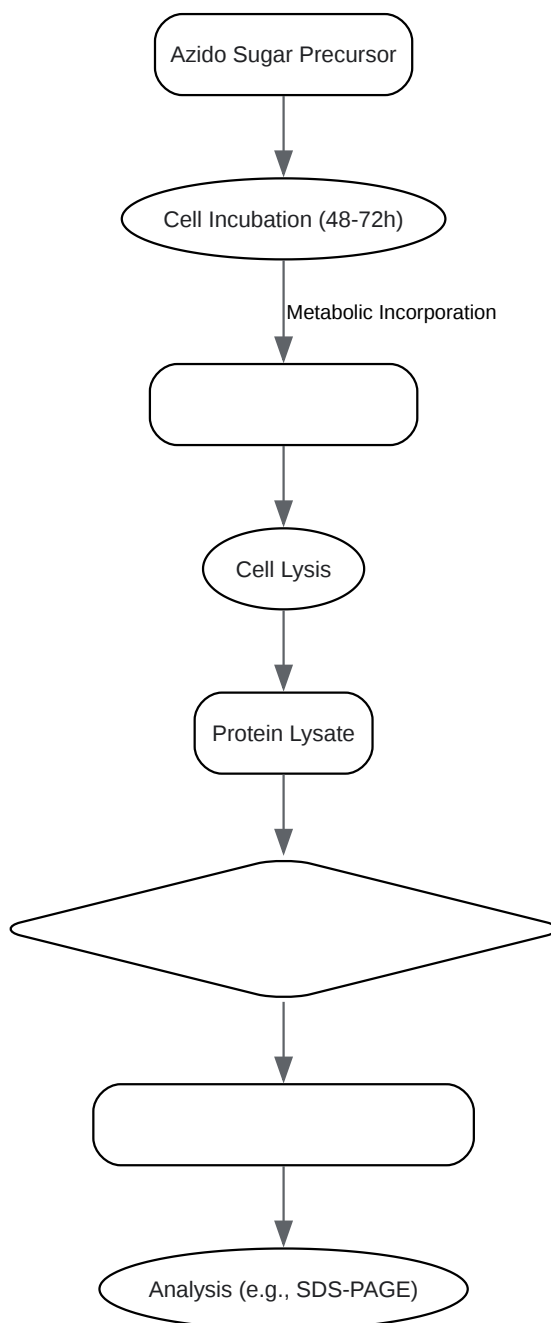 Azido Sugar Precursor
Cell Incubation (48-72h)
Metabolic Incorporation
Cell Lysis
Protein Lysate
Analysis (e.g., SDS-PAGE)